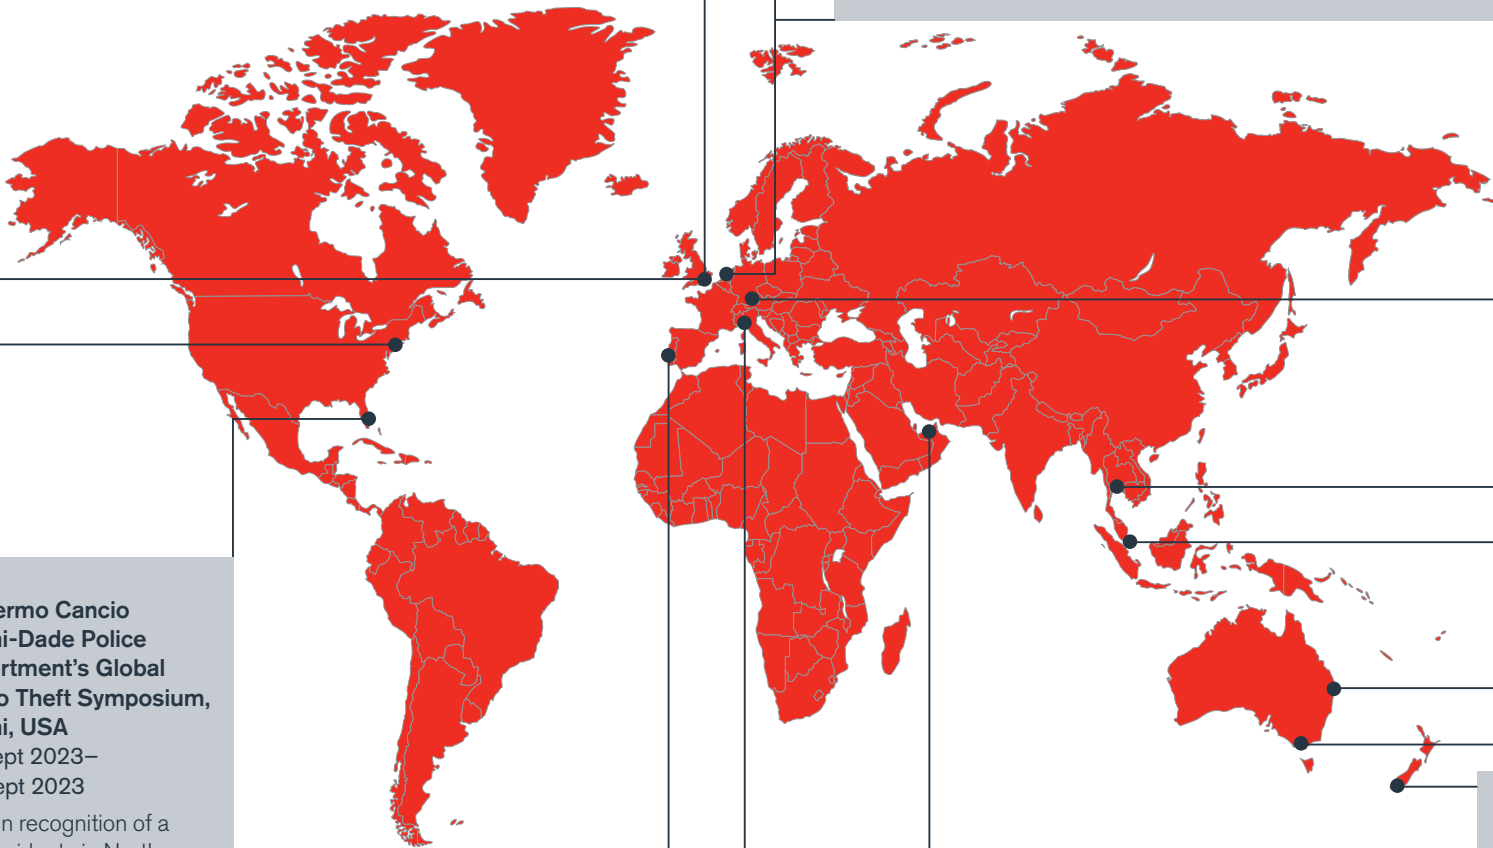 ermo Cancio
ni-Dade Police
rtment's Global
o Theft Symposium,
ni, USA
ept 2023–
ept 2023
n recognition of a